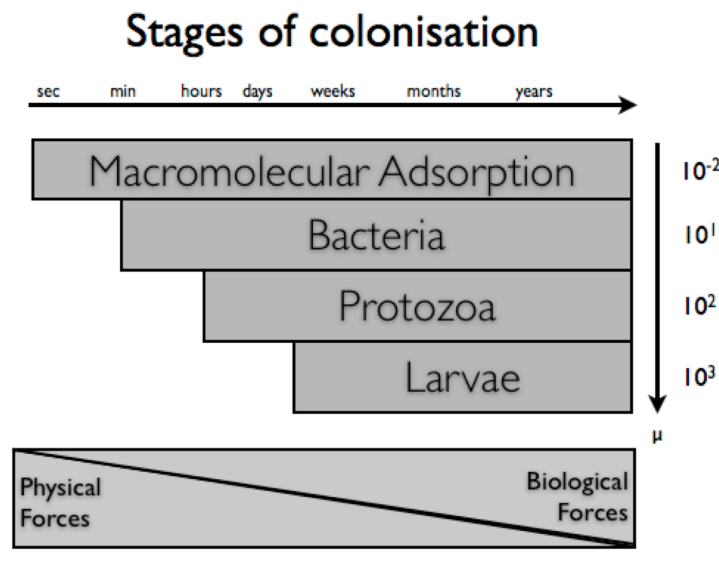 Stages of colonisation
sec min hours days weeks months years
Macromolecular Adsorption 10⁻²
Bacteria 10¹
Protozoa 10²
Larvae 10³
μ
Physical
Forces
Biological
Forces